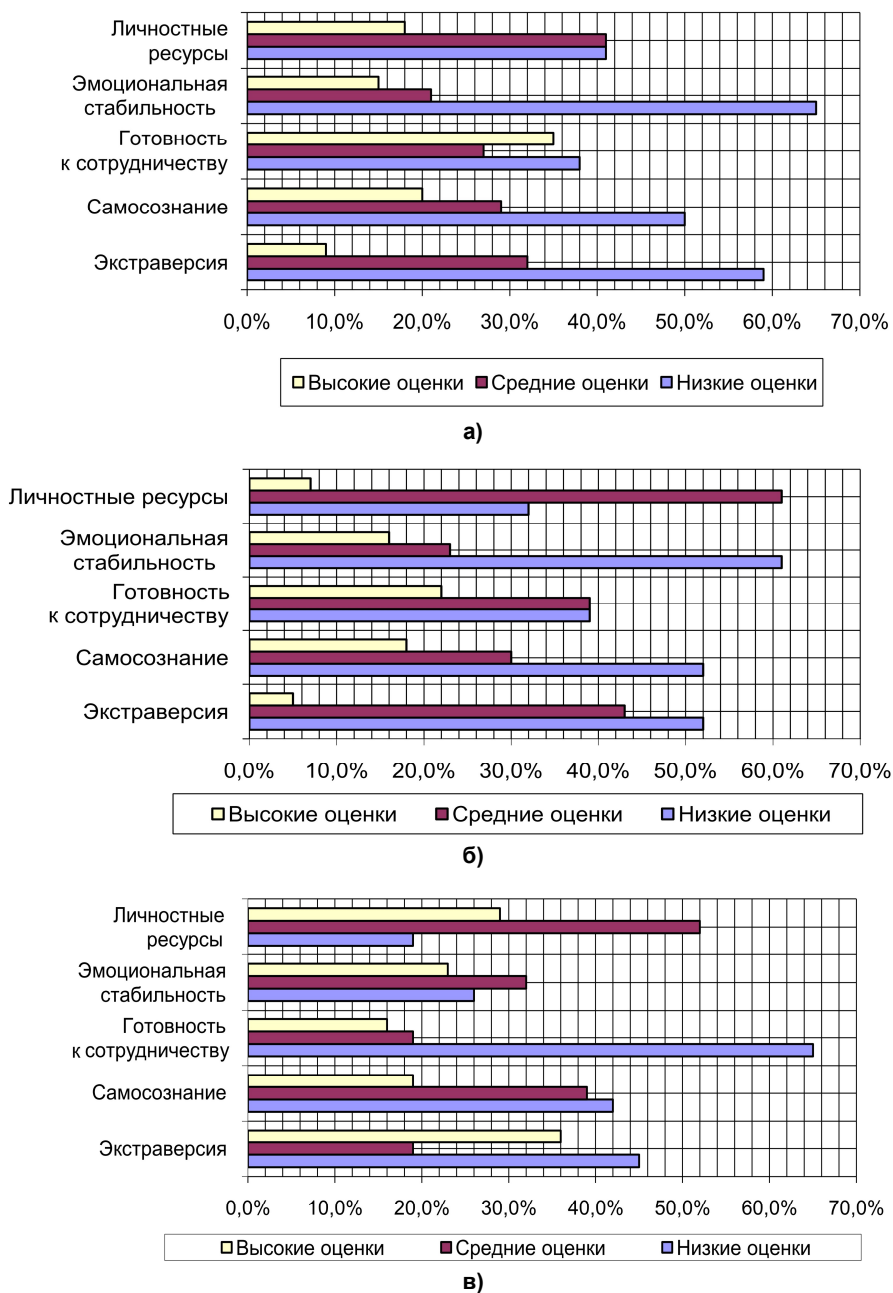 Личностные
ресурсы
Эмоциональная
стабильность
Готовность
к сотрудничеству
Самосознание
Экстраверсия
0,0% 10,0% 20,0% 30,0% 40,0% 50,0% 60,0% 70,0%
Высокие оценки Средние оценки Низкие оценки
а)
Личностные ресурсы
Эмоциональная
стабильность
Готовность
к сотрудничеству
Самосознание
Экстраверсия
0,0% 10,0% 20,0% 30,0% 40,0% 50,0% 60,0% 70,0%
Высокие оценки Средние оценки Низкие оценки
б)
Личностные
ресурсы
Эмоциональная
стабильность
Готовность
к сотрудничеству
Самосознание
Экстраверсия
0,0% 10,0% 20,0% 30,0% 40,0% 50,0% 60,0% 70,0%
Высокие оценки Средние оценки Низкие оценки
в)